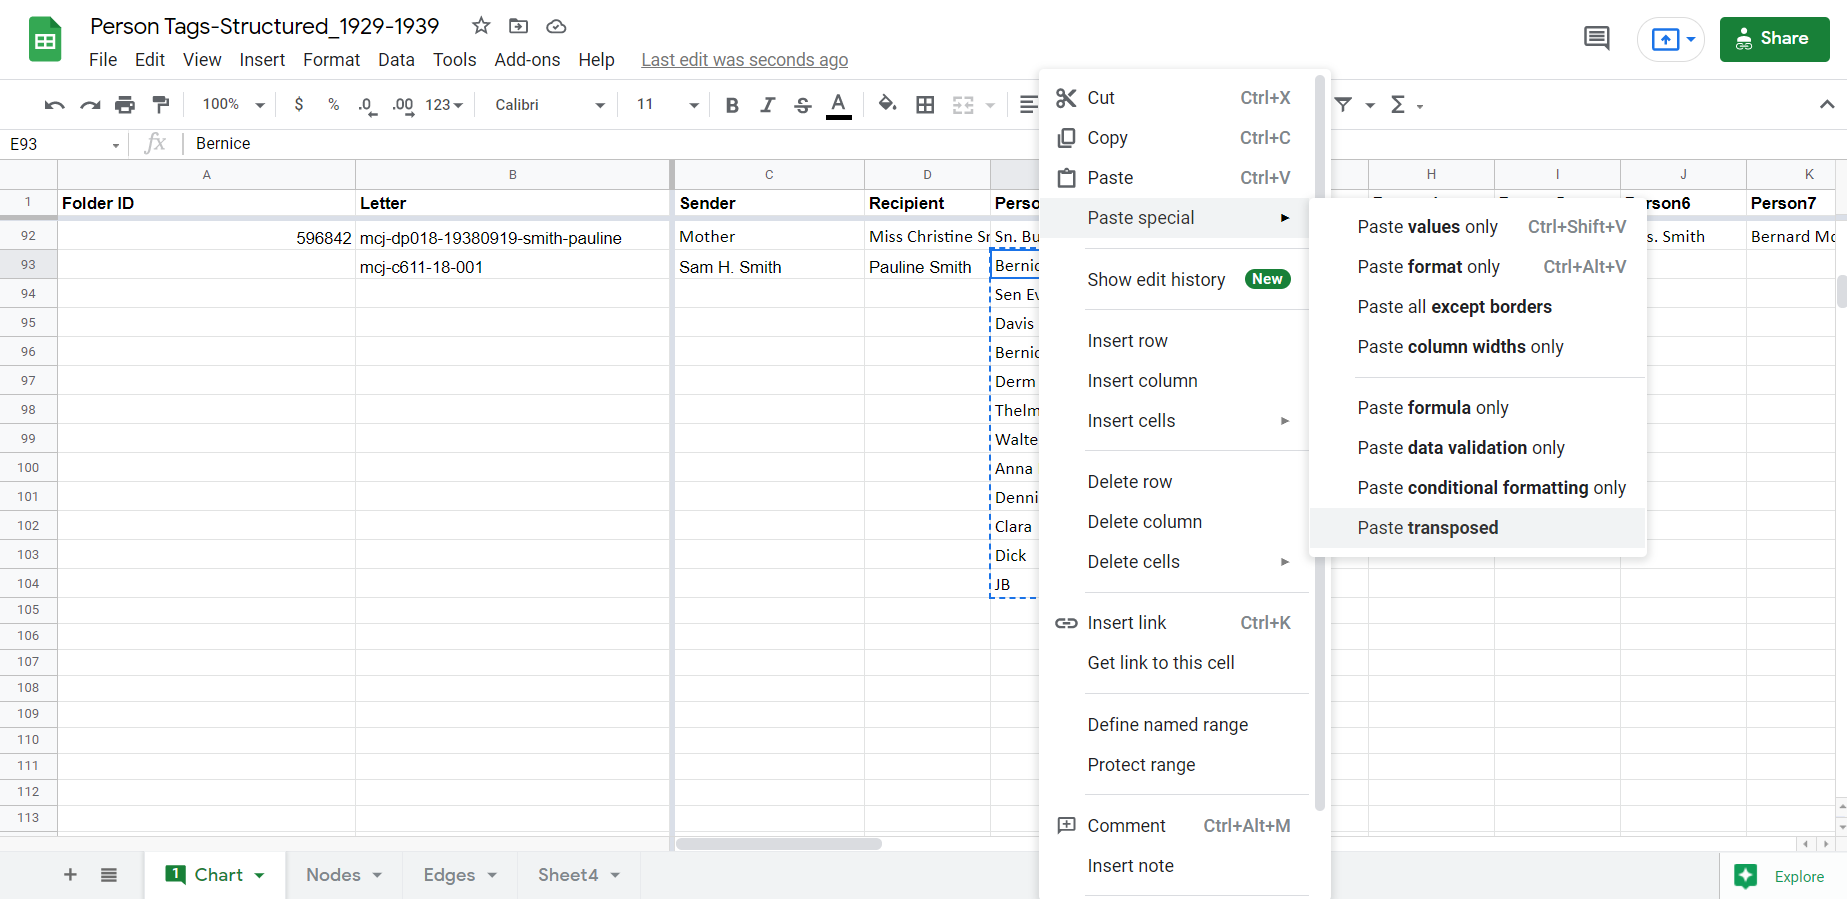 Person Tags-Structured_1929-1939
File Edit View Insert Format Data Tools Add-ons Help Last edit was seconds ago
Share
100% $ % .0 .00 123 Calibri 11 B I S A Σ
E93 fx Bernice
A B C D H I J K
1 Folder ID Letter Sender Recipient Perso rson6 Person7
92 596842 mcj-dp018-19380919-smith-pauline Mother Miss Christine Sr Sn. Bu s. Smith Bernard Mc
93 mcj-c611-18-001 Sam H. Smith Pauline Smith Bernic
94 Sen Ev
95 Davis
96 Bernic
97 Derm
98 Thelm
99 Walte
100 Anna
101 Denni
102 Clara
103 Dick
104 JB
105
106
107
108
109
110
111
112
113
Cut Ctrl+X
Copy Ctrl+C
Paste Ctrl+V
Paste special
Show edit history New
Insert row
Insert column
Insert cells
Delete row
Delete column
Delete cells
Insert link Ctrl+K
Get link to this cell
Define named range
Protect range
Comment Ctrl+Alt+M
Insert note
Paste values only Ctrl+Shift+V
Paste format only Ctrl+Alt+V
Paste all except borders
Paste column widths only
Paste formula only
Paste data validation only
Paste conditional formatting only
Paste transposed
+ 1 Chart Nodes Edges Sheet4 Explore